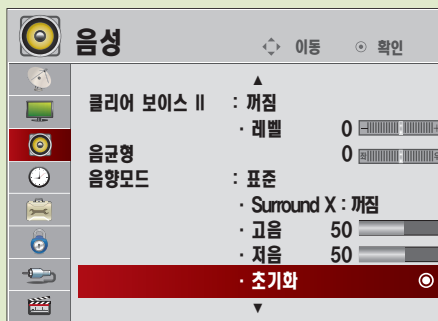 음성
이동 확인
클리어 보이스 II : 꺼짐
· 레벨 0
음균형 0
음향모드 : 표준
· Surround X : 꺼짐
· 고음 50
· 저음 50
· 초기화